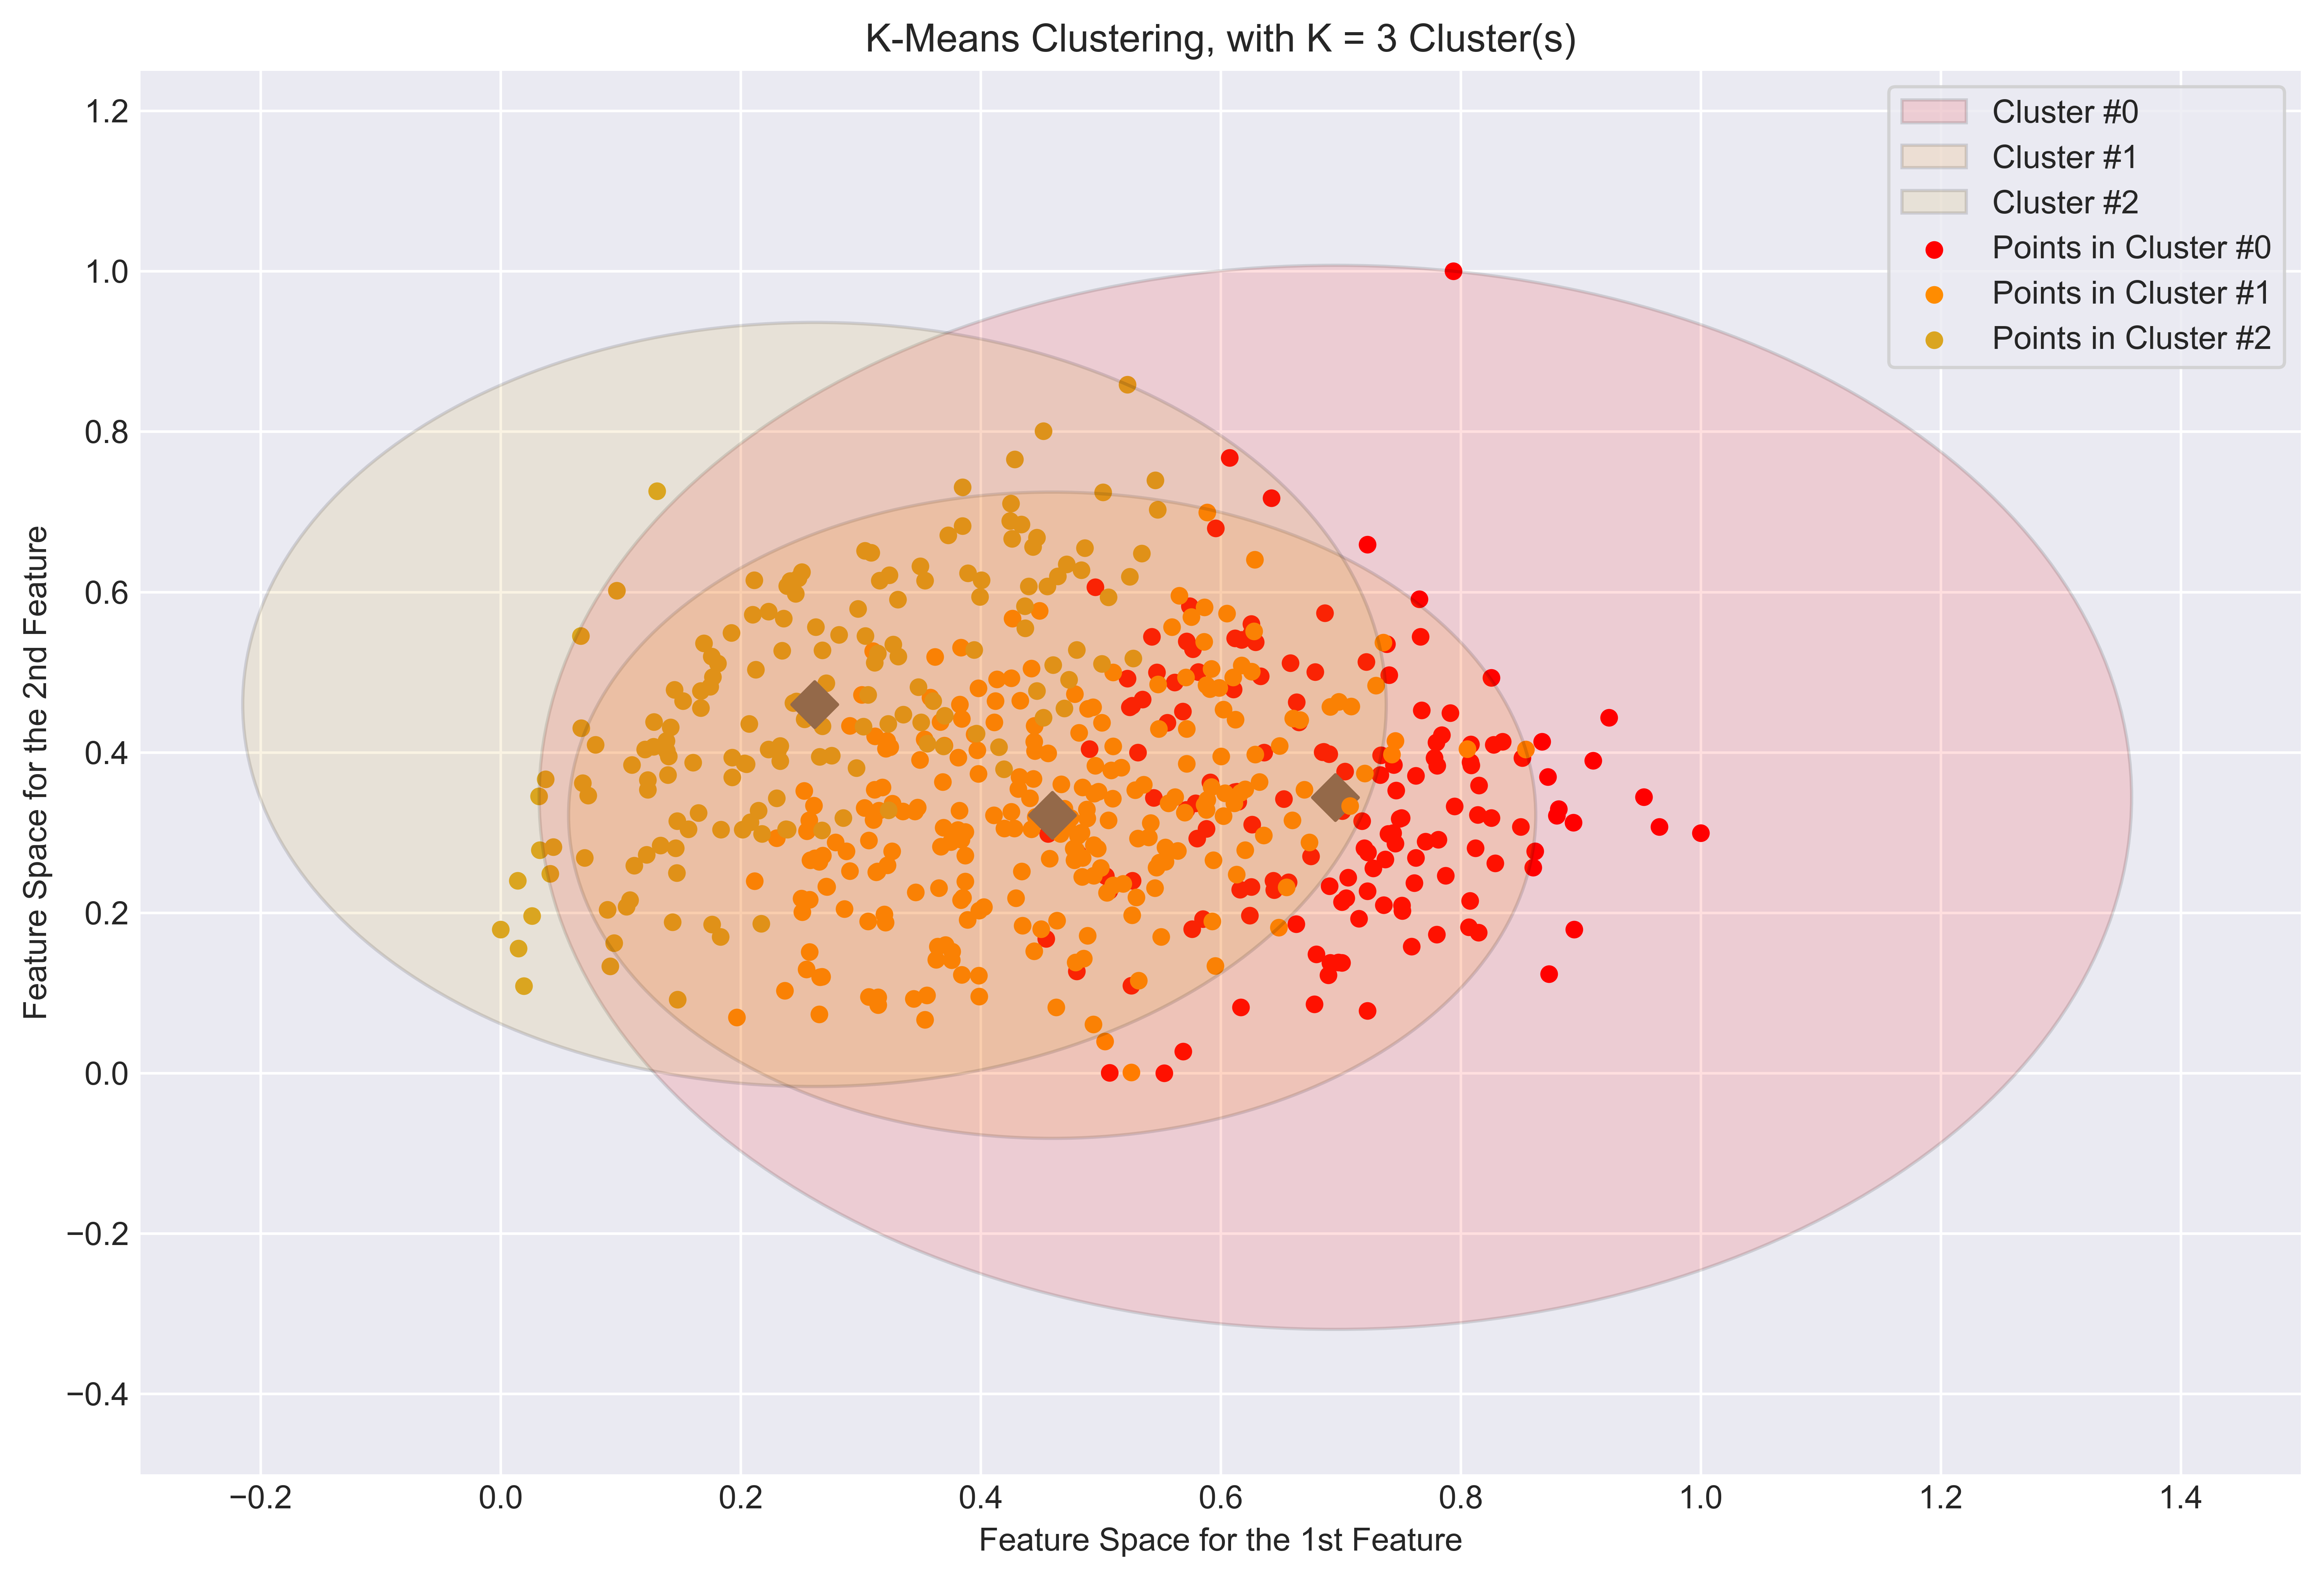 K-Means Clustering, with K = 3 Cluster(s)
Cluster #0
Cluster #1
Cluster #2
Points in Cluster #0
Points in Cluster #1
Points in Cluster #2
1.2
1.0
0.8
0.6
0.4
0.2
0.0
−0.2
−0.4
Feature Space for the 2nd Feature
−0.2 0.0 0.2 0.4 0.6 0.8 1.0 1.2 1.4
Feature Space for the 1st Feature